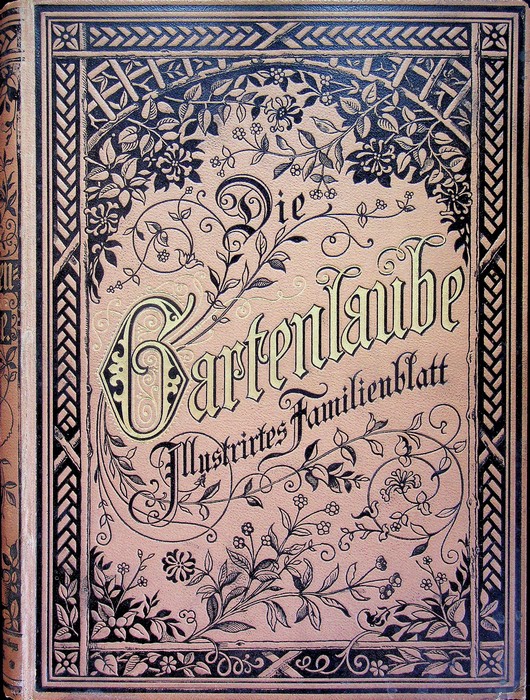 Die
Gartenlaube
Illustrirtes Familienblatt